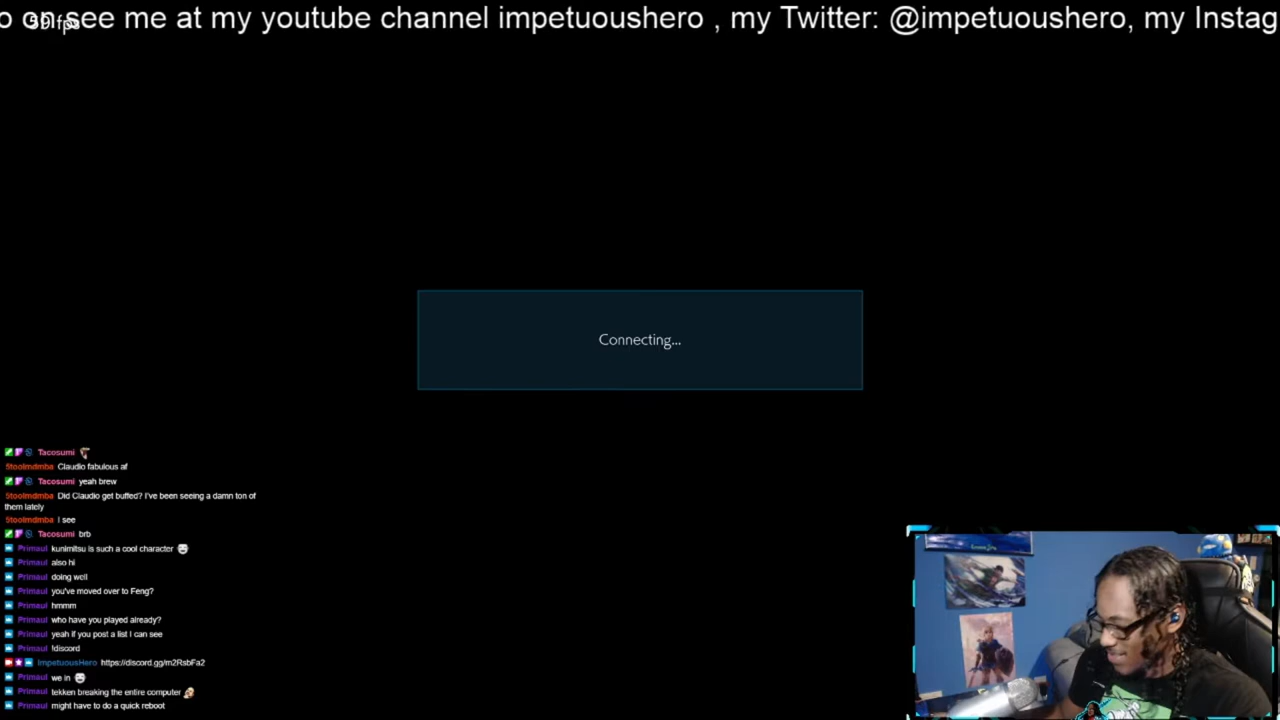 o on see me at my youtube channel impetuoushero , my Twitter: @impetuoushero, my Instag
59 fps
Connecting...
Tacosumi
5toolmdmba Claudio fabulous af
Tacosumi yeah brew
5toolmdmba Did Claudio get buffed? I've been seeing a damn ton of
them lately
5toolmdmba I see
Tacosumi brb
Primaul kunimitsu is such a cool character
Primaul also hi
Primaul doing well
Primaul you've moved over to Feng?
Primaul hmmm
Primaul who have you played already?
Primaul yeah if you post a list I can see
Primaul !discord
ImpetuousHero https://discord.gg/m2RsbFa2
Primaul we in
Primaul tekken breaking the entire computer
Primaul might have to do a quick reboot